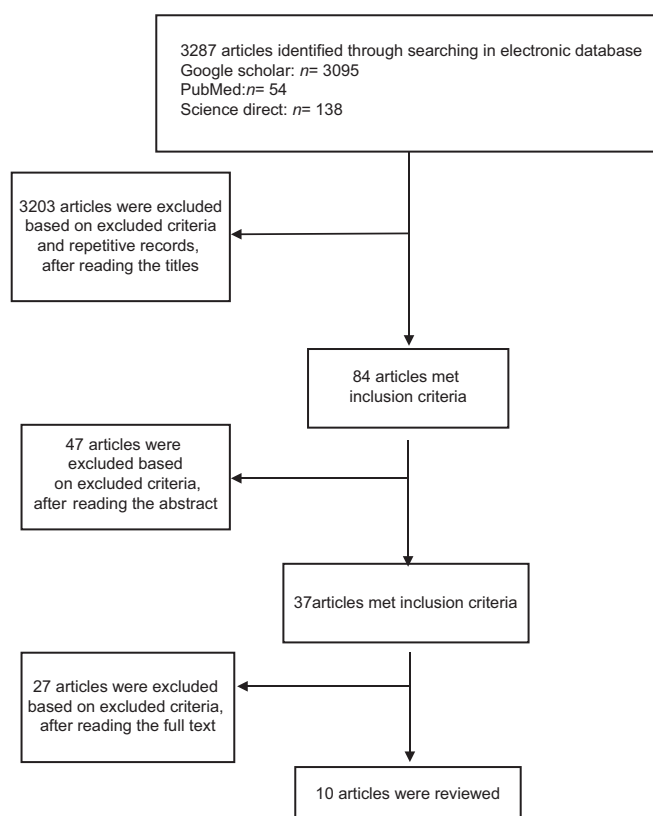 3287 articles identified through searching in electronic database
Google scholar: n= 3095
PubMed:n= 54
Science direct: n= 138
3203 articles were excluded
based on excluded criteria
and repetitive records,
after reading the titles
84 articles met
inclusion criteria
47 articles were
excluded based
on excluded criteria,
after reading the abstract
37articles met inclusion criteria
27 articles were excluded
based on excluded criteria,
after reading the full text
10 articles were reviewed